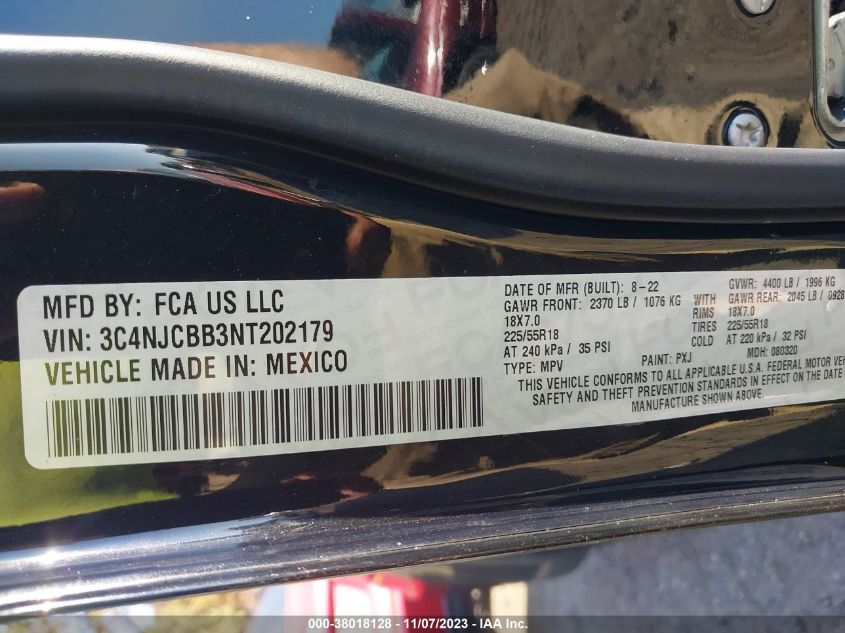 MFD BY: FCA US LLC
VIN: 3C4NJCBB3NT202179
VEHICLE MADE IN: MEXICO
DATE OF MFR (BUILT): 8-22 GVWR: 4400 LB / 1996 KG
GAWR FRONT: 2370 LB / 1076 KG WITH GAWR REAR: 2045 LB / 0928
18X7.0 RIMS 18X7.0
225/55R18 TIRES 225/55R18
AT 240 kPa / 35 PSI COLD AT 220 kPa / 32 PSI
TYPE: MPV PAINT: PXJ MDH: 080320
THIS VEHICLE CONFORMS TO ALL APPLICABLE U.S.A. FEDERAL MOTOR
SAFETY AND THEFT PREVENTION STANDARDS IN EFFECT ON THE DATE
MANUFACTURE SHOWN ABOVE.
000-38018128 - 11/07/2023 - IAA Inc.